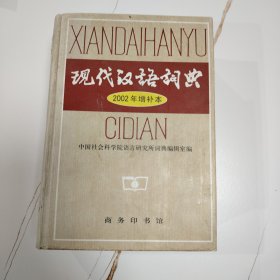 XIANDAIHANYU
现代汉语词典
2002年增补本
CIDIAN
中国社会科学院语言研究所词典编辑室编
商务印书馆